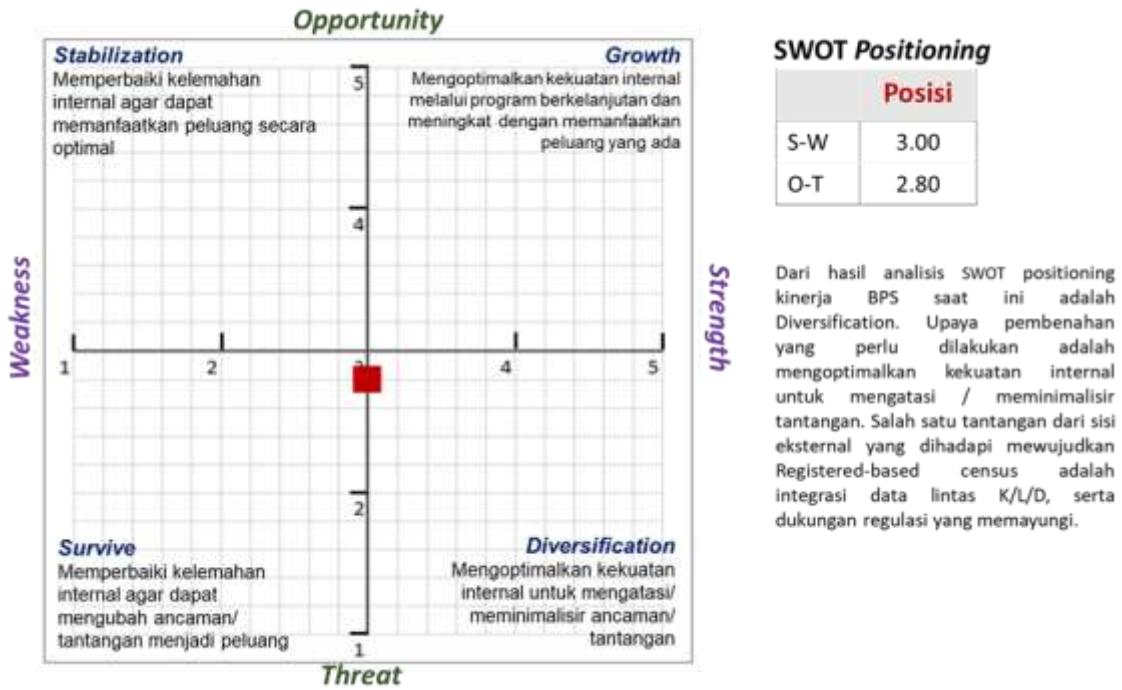 Opportunity
Stabilization
Memperbaiki kelemahan
internal agar dapat
memanfaatkan peluang secara
optimal
Growth
Mengoptimalkan kekuatan internal
melalui program berkelanjutan dan
meningkat dengan memanfaatkan
peluang yang ada
5
4
Weakness
Strength
1
2
4
5
2
1
Survive
Memperbaiki kelemahan
internal agar dapat
mengubah ancaman/
tantangan menjadi peluang
Diversification
Mengoptimalkan kekuatan
internal untuk mengatasi/
meminimalisir ancaman/
tantangan
Threat
SWOT Positioning
Posisi
S-W 3.00
O-T 2.80
Dari hasil analisis SWOT positioning
kinerja BPS saat ini adalah
Diversification. Upaya pembenahan
yang perlu dilakukan adalah
mengoptimalkan kekuatan internal
untuk mengatasi / meminimalisir
tantangan. Salah satu tantangan dari sisi
eksternal yang dihadapi mewujudkan
Registered-based census adalah
integrasi data lintas K/L/D, serta
dukungan regulasi yang memayungi.